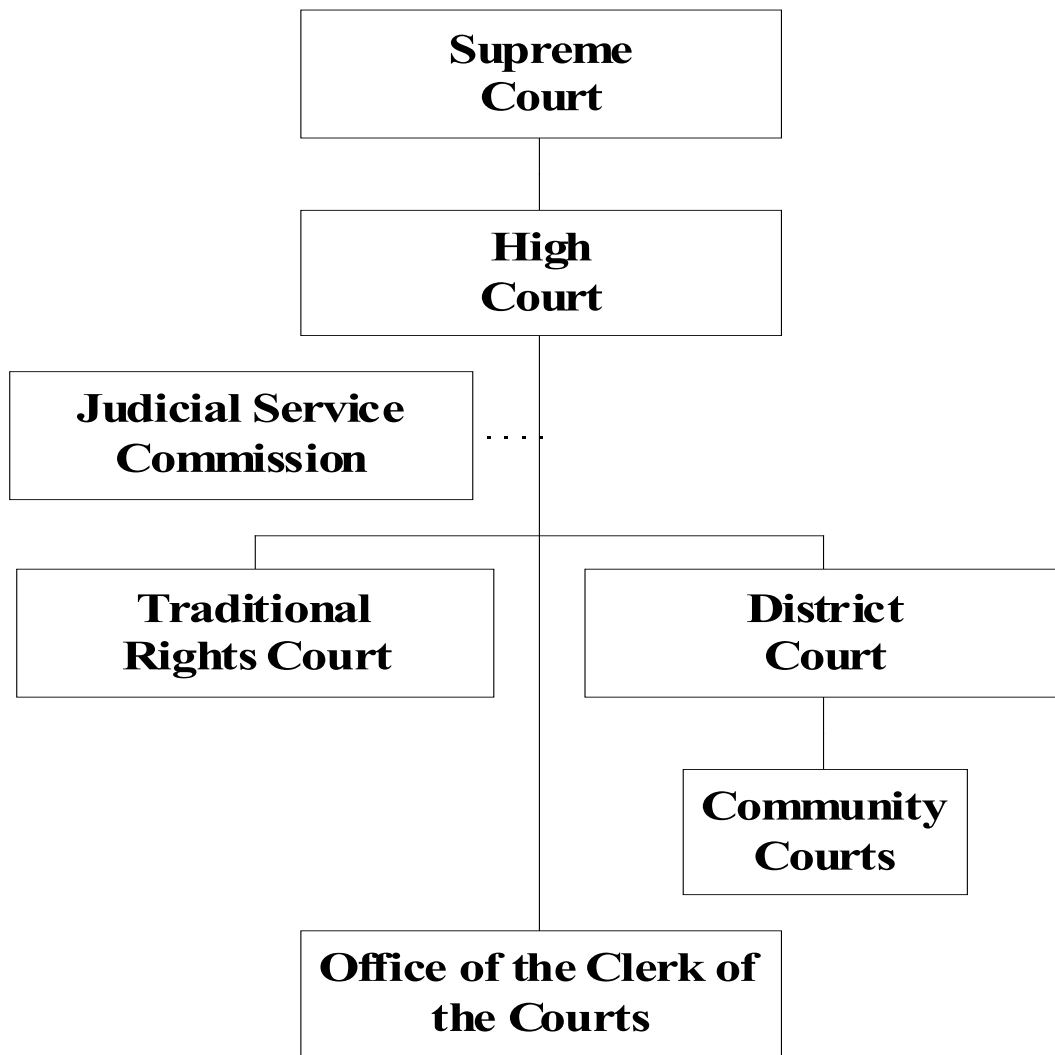 Supreme
Court
High
Court
Judicial Service
Commission
Traditional
Rights Court
District
Court
Community
Courts
Office of the Clerk of
the Courts